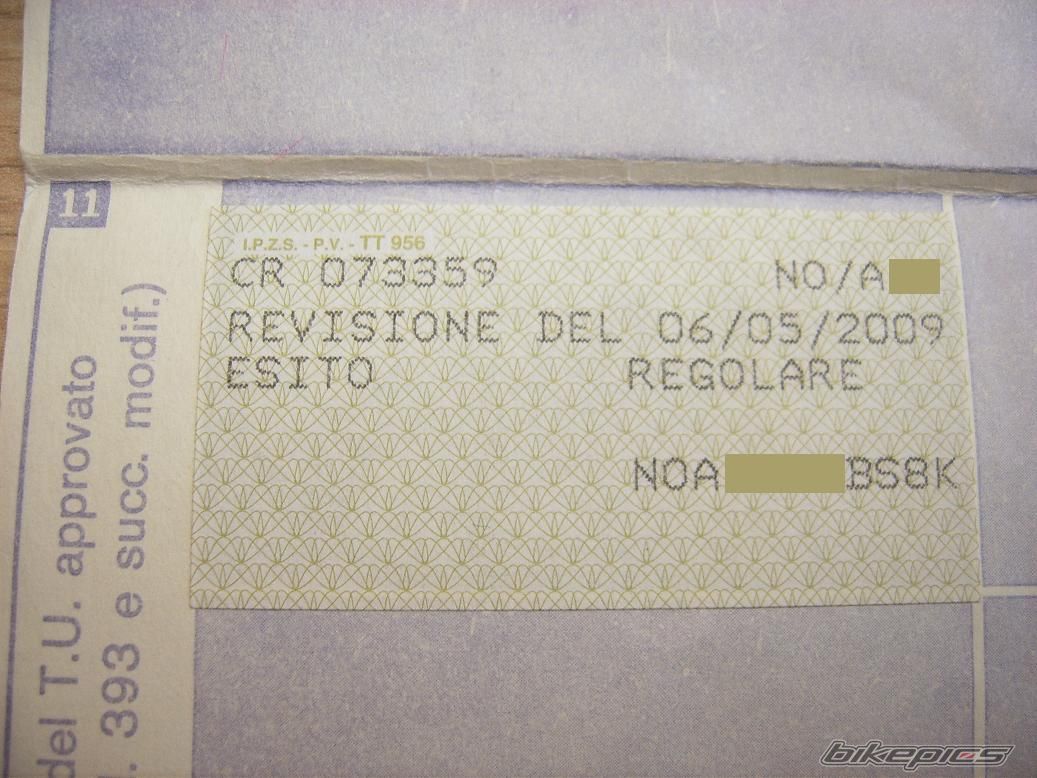 11
del T.U. approvato
. 393 e succ. modif.)
I.P.Z.S. - P.V. - TT 956
CR 073359 NO/A
REVISIONE DEL 06/05/2009
ESITO REGOLARE
NOA BS8K
bikepics